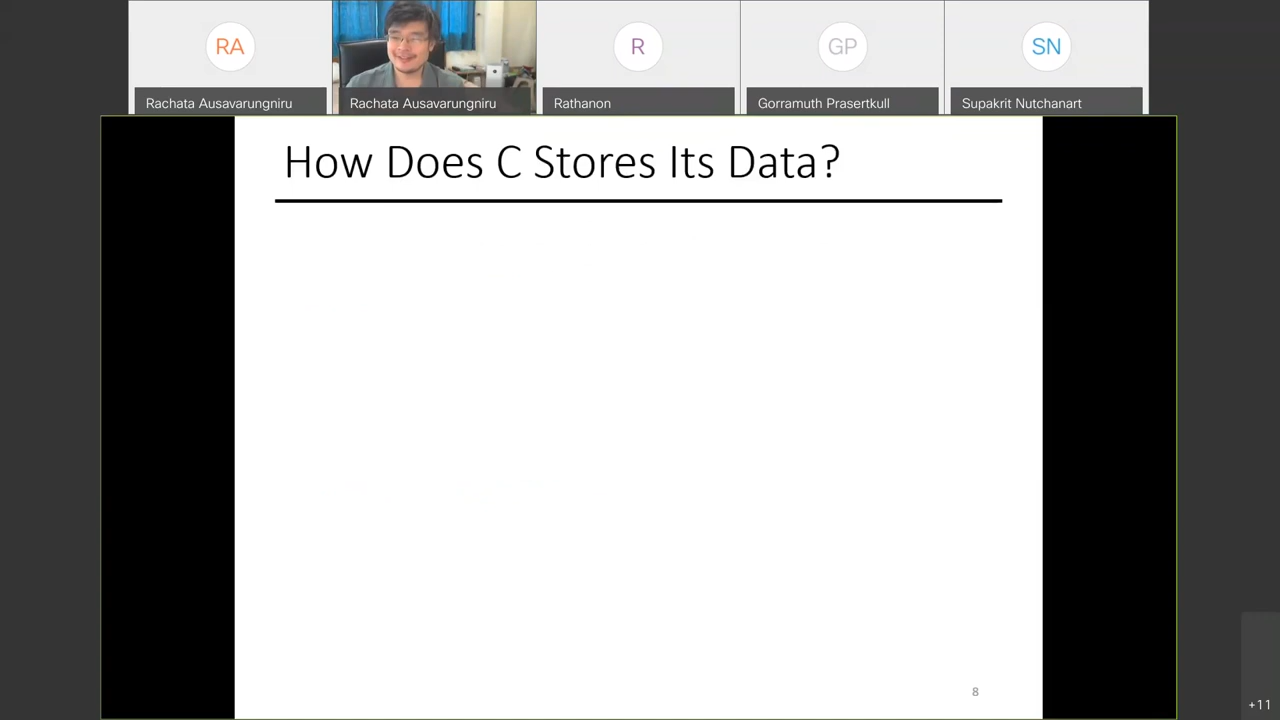 RA
R
GP
SN
Rachata Ausavarungniru
Rachata Ausavarungniru
Rathanon
Gorramuth Prasertkull
Supakrit Nutchanart
How Does C Stores Its Data?
8
+11